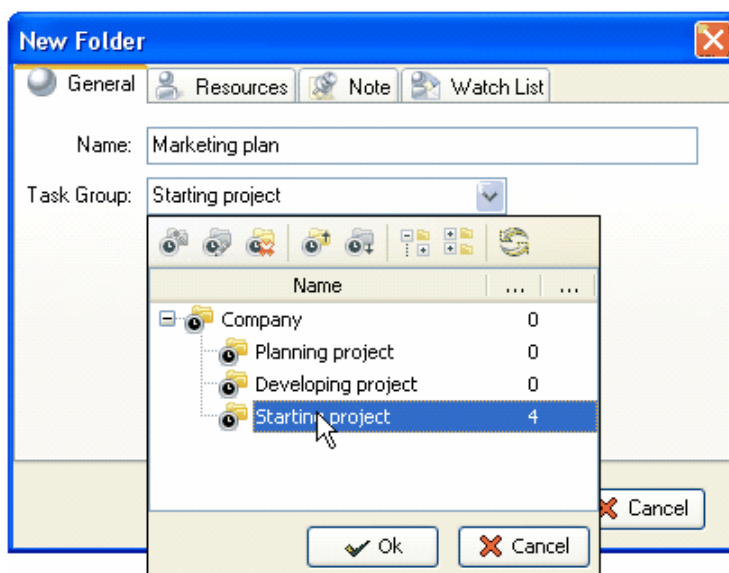 New Folder
General Resources Note Watch List
Name: Marketing plan
Task Group: Starting project
Name ... ...
Company 0
Planning project 0
Developing project 0
Starting project 4
Cancel
Ok Cancel